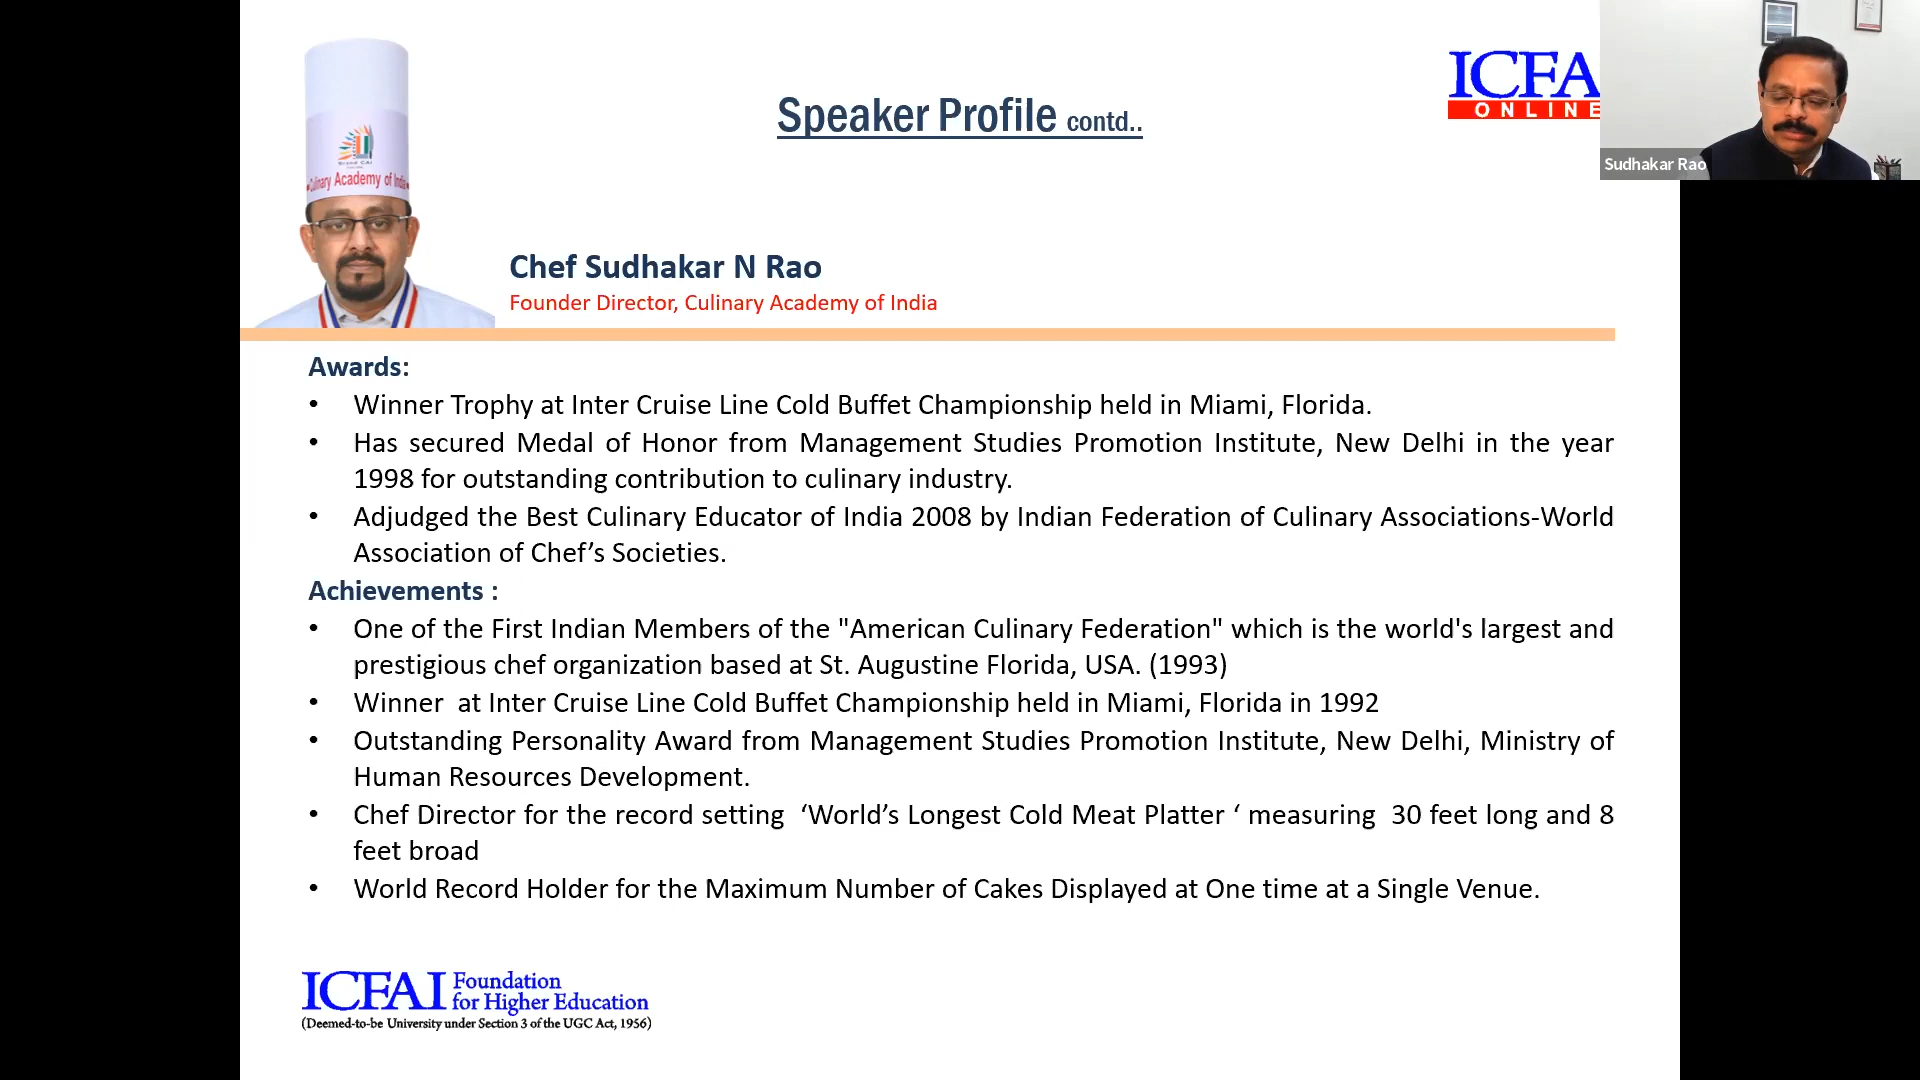 Speaker Profile contd..
ICFA
ONLINE
Sudhakar Rao
Brand CAI
Culinary Academy of India
Chef Sudhakar N Rao
Founder Director, Culinary Academy of India
Awards:
• Winner Trophy at Inter Cruise Line Cold Buffet Championship held in Miami, Florida.
• Has secured Medal of Honor from Management Studies Promotion Institute, New Delhi in the year
1998 for outstanding contribution to culinary industry.
• Adjudged the Best Culinary Educator of India 2008 by Indian Federation of Culinary Associations-World
Association of Chef’s Societies.
Achievements :
• One of the First Indian Members of the "American Culinary Federation" which is the world's largest and
prestigious chef organization based at St. Augustine Florida, USA. (1993)
• Winner  at Inter Cruise Line Cold Buffet Championship held in Miami, Florida in 1992
• Outstanding Personality Award from Management Studies Promotion Institute, New Delhi, Ministry of
Human Resources Development.
• Chef Director for the record setting  ‘World’s Longest Cold Meat Platter ‘ measuring  30 feet long and 8
feet broad
• World Record Holder for the Maximum Number of Cakes Displayed at One time at a Single Venue.
ICFAI Foundation
for Higher Education
(Deemed-to-be University under Section 3 of the UGC Act, 1956)